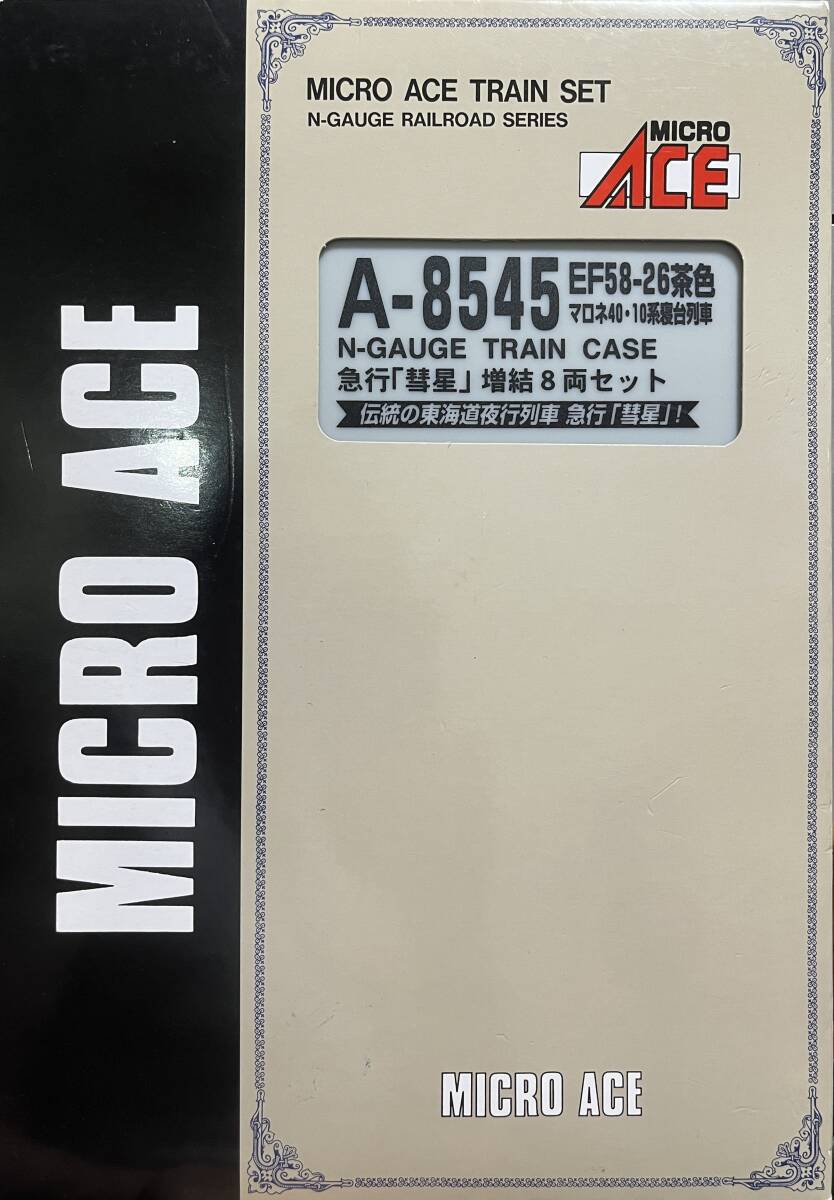 MICRO ACE
MICRO ACE TRAIN SET
N-GAUGE RAILROAD SERIES
MICRO
ACE
A-8545 EF58-26茶色
マロネ40・10系寝台列車
N-GAUGE TRAIN CASE
急行「彗星」増結8両セット
伝統の東海道夜行列車 急行「彗星」!
MICRO ACE